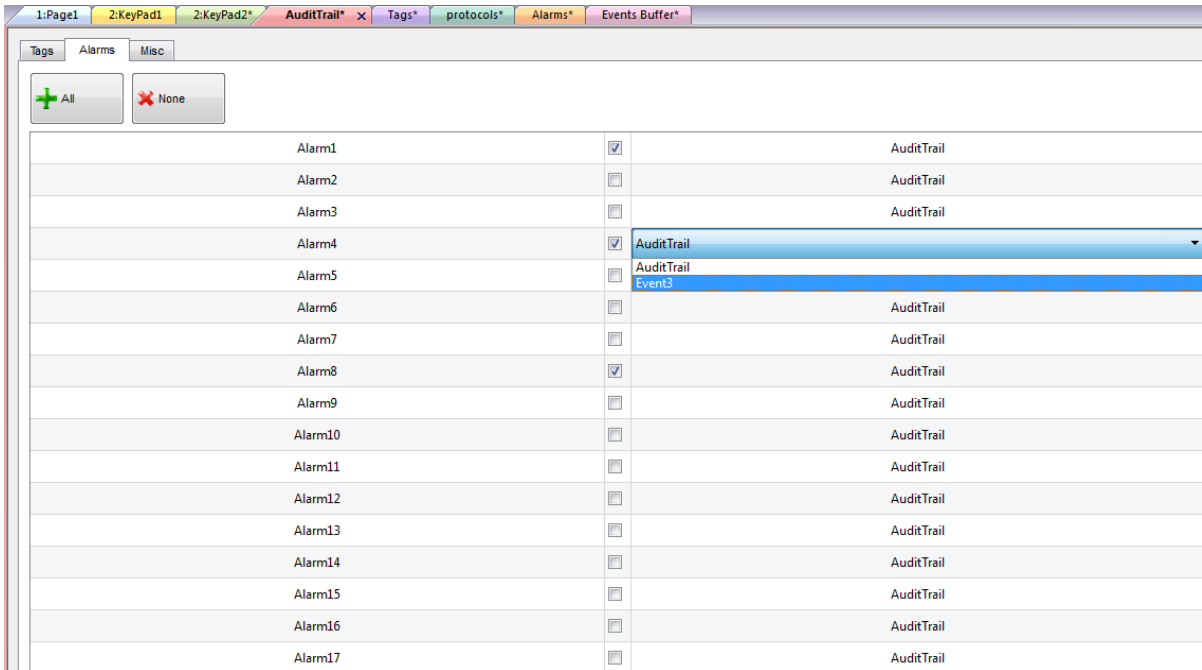 1:Page1 2:KeyPad1 2:KeyPad2* AuditTrail* x Tags* protocols* Alarms* Events Buffer*
Tags Alarms Misc
All None
Alarm1 AuditTrail
Alarm2 AuditTrail
Alarm3 AuditTrail
Alarm4 AuditTrail
AuditTrail
Alarm5
Event3
Alarm6 AuditTrail
Alarm7 AuditTrail
Alarm8 AuditTrail
Alarm9 AuditTrail
Alarm10 AuditTrail
Alarm11 AuditTrail
Alarm12 AuditTrail
Alarm13 AuditTrail
Alarm14 AuditTrail
Alarm15 AuditTrail
Alarm16 AuditTrail
Alarm17 AuditTrail